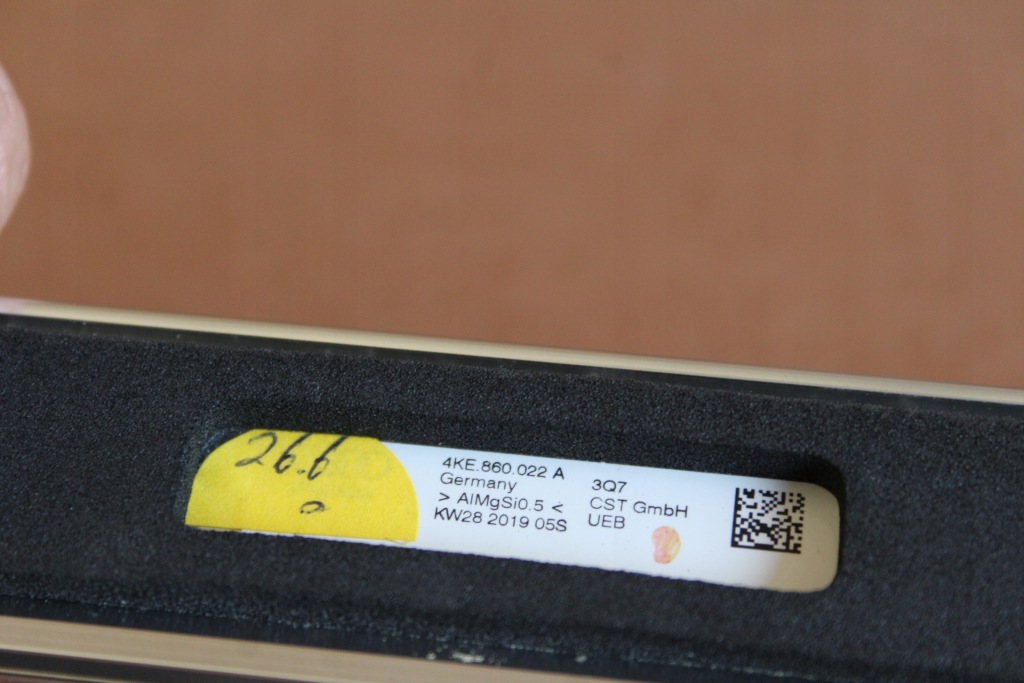 26.6
4KE.860.022 A
Germany
> AlMgSi0.5 <
KW28 2019 05S
3Q7
CST GmbH
UEB